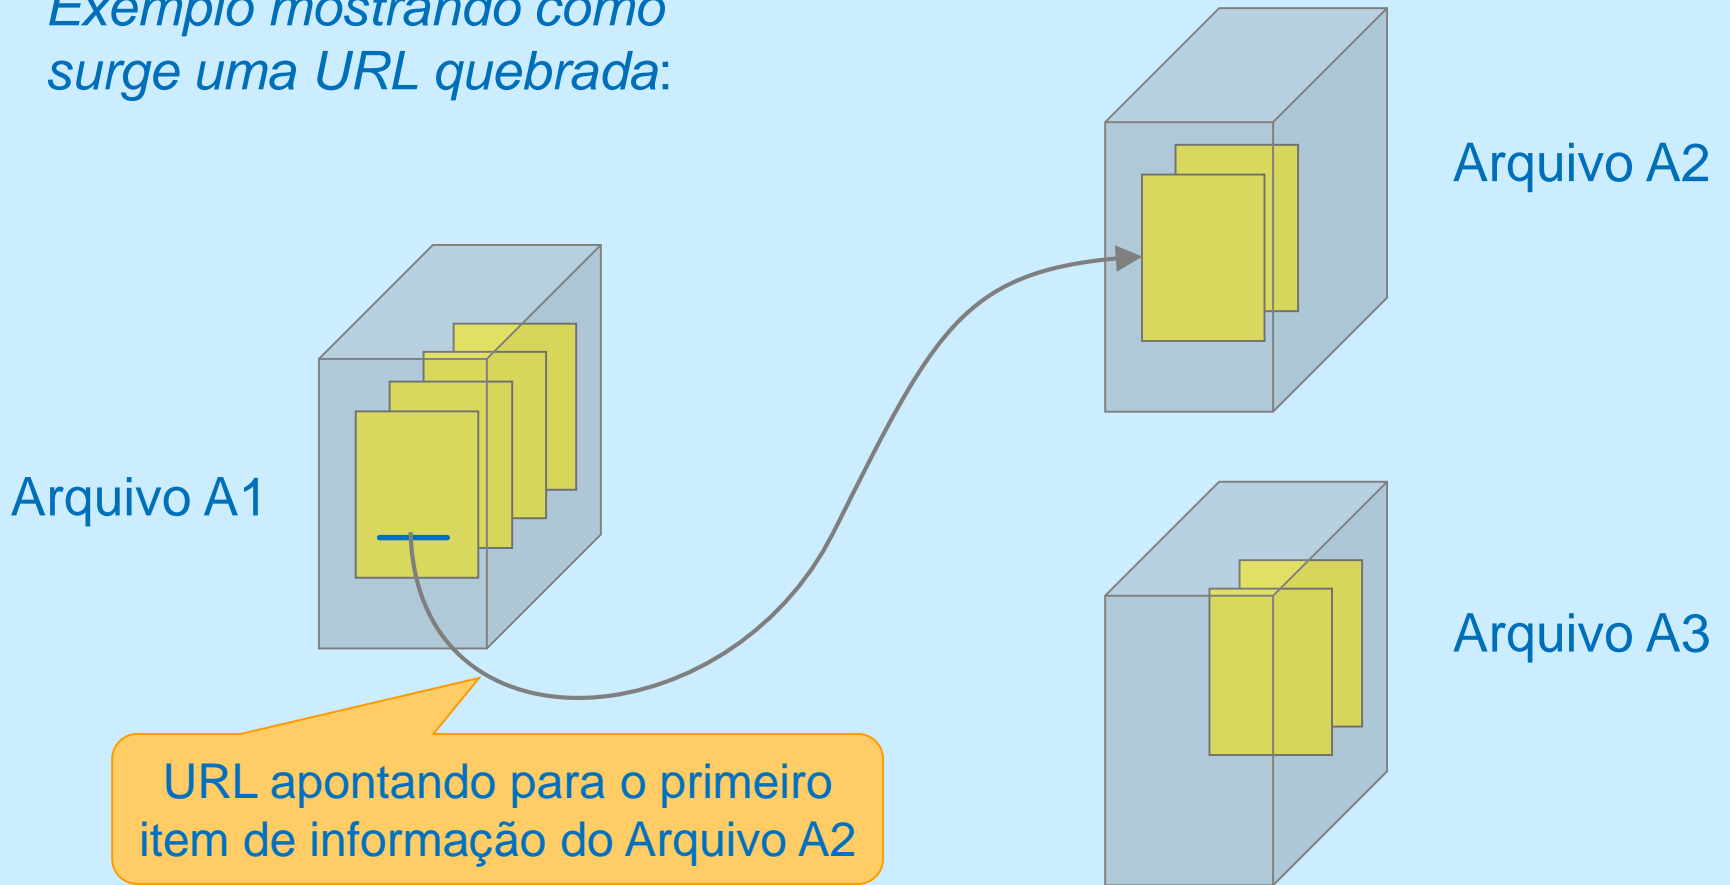 Exemplo mostrando como
surge uma URL quebrada:
Arquivo A2
Arquivo A1
Arquivo A3
URL apontando para o primeiro
item de informação do Arquivo A2